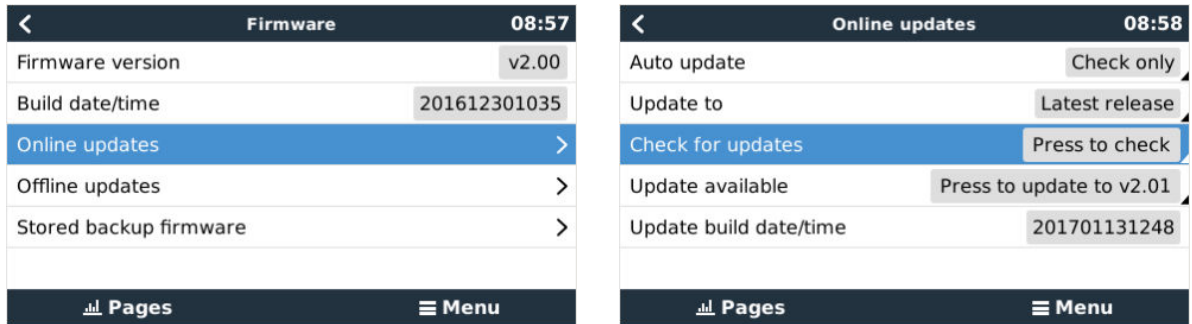 Firmware 08:57
Firmware version v2.00
Build date/time 201612301035
Online updates
Offline updates
Stored backup firmware
Pages Menu
Online updates 08:58
Auto update Check only
Update to Latest release
Check for updates Press to check
Update available Press to update to v2.01
Update build date/time 201701131248
Pages Menu